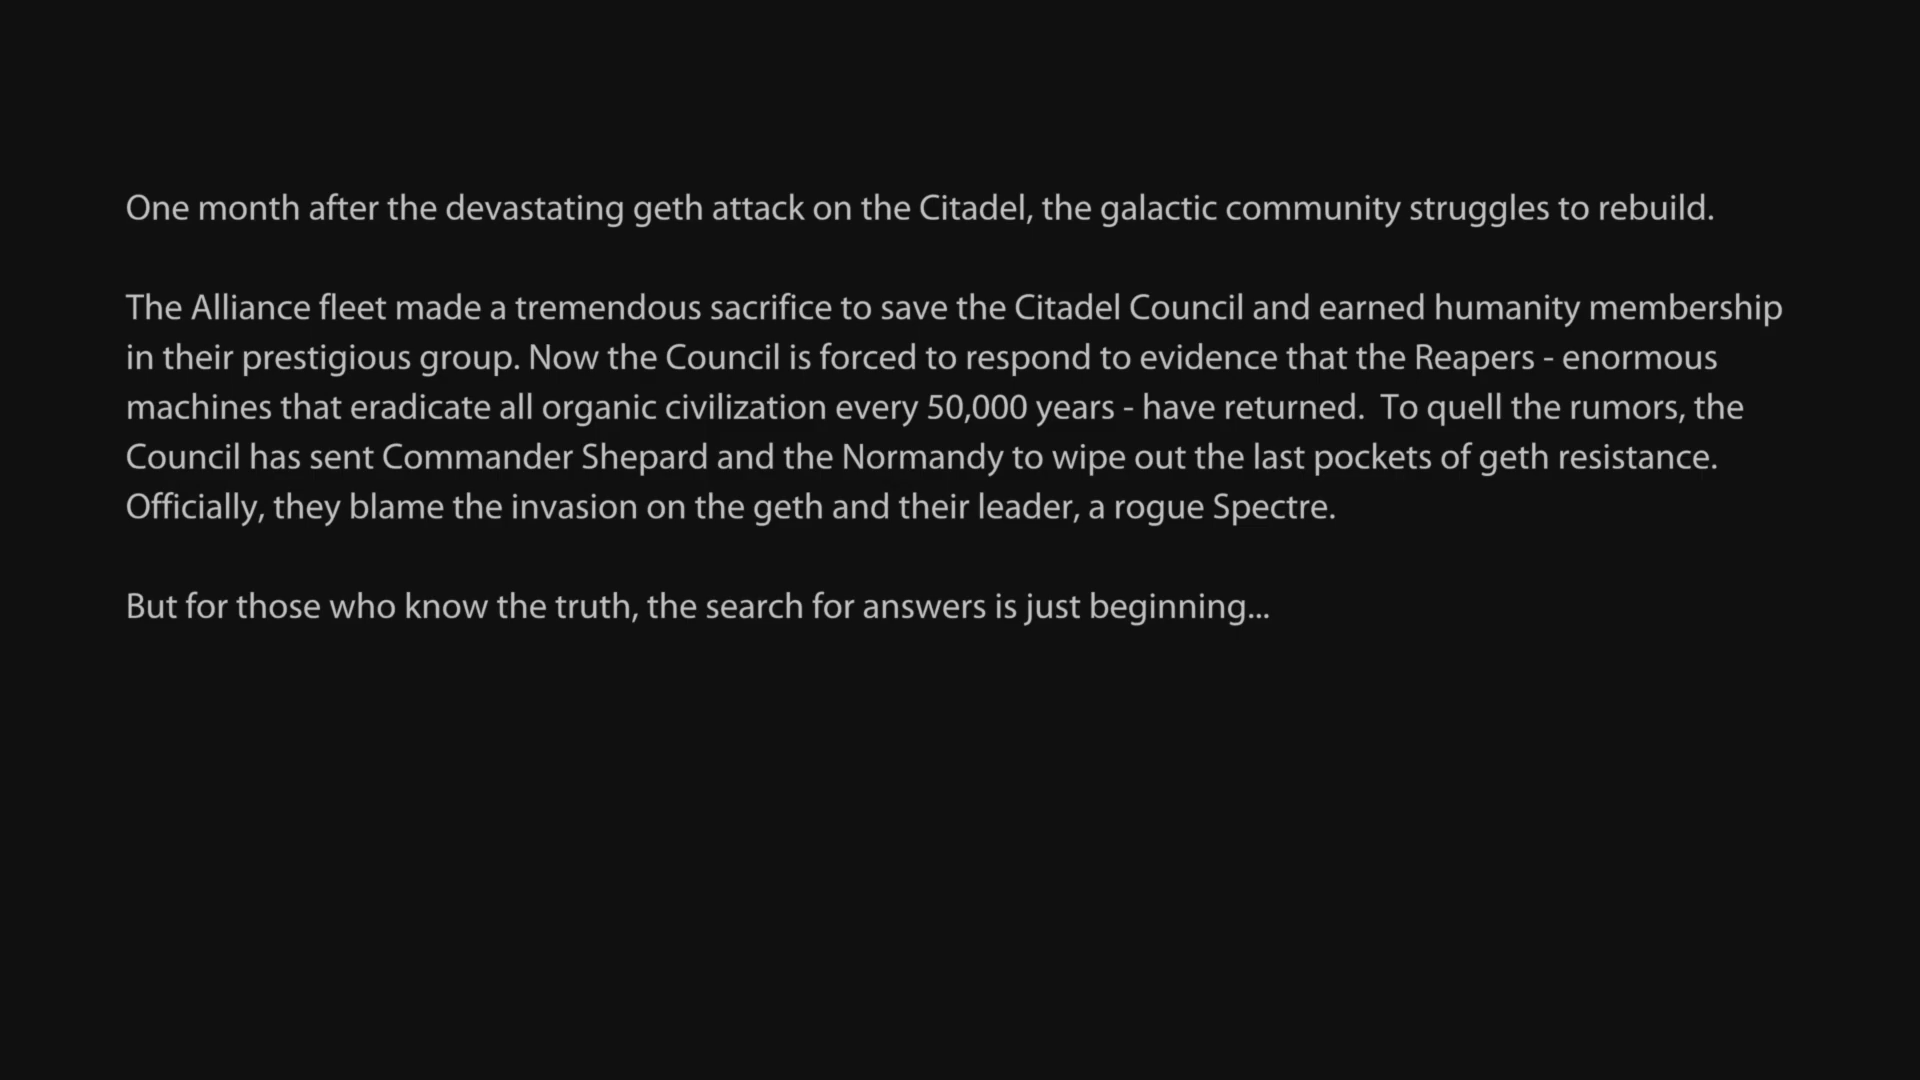 One month after the devastating geth attack on the Citadel, the galactic community struggles to rebuild.
The Alliance fleet made a tremendous sacrifice to save the Citadel Council and earned humanity membership
in their prestigious group. Now the Council is forced to respond to evidence that the Reapers - enormous
machines that eradicate all organic civilization every 50,000 years - have returned.  To quell the rumors, the
Council has sent Commander Shepard and the Normandy to wipe out the last pockets of geth resistance.
Officially, they blame the invasion on the geth and their leader, a rogue Spectre.
But for those who know the truth, the search for answers is just beginning...